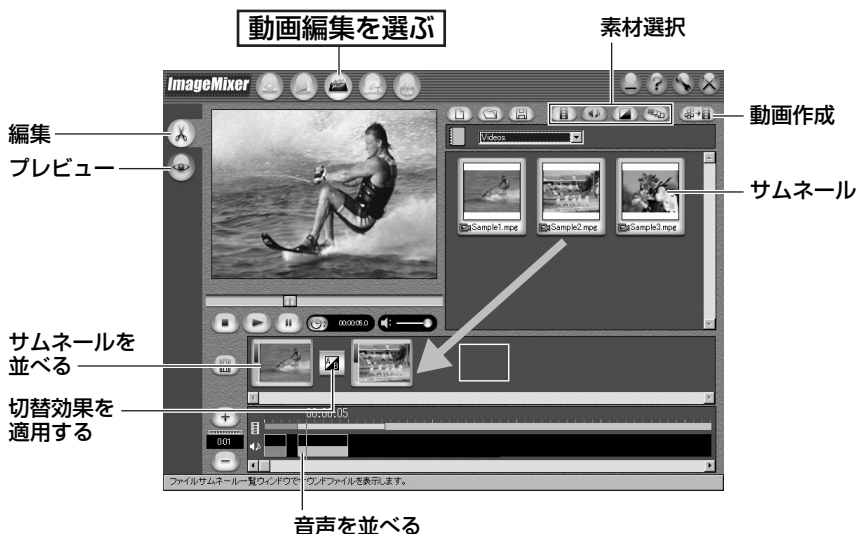 動画編集を選ぶ
素材選択
ImageMixer
編集
プレビュー
動画作成
Videos
サムネール
Sample1.mpg
Sample2.mpg
Sample3.mpg
00:00:05.0
サムネールを
並べる
切替効果を
適用する
A
B
00:00:05
0:01
ファイルサムネール一覧ウィンドウでサウンドファイルを表示します。
音声を並べる